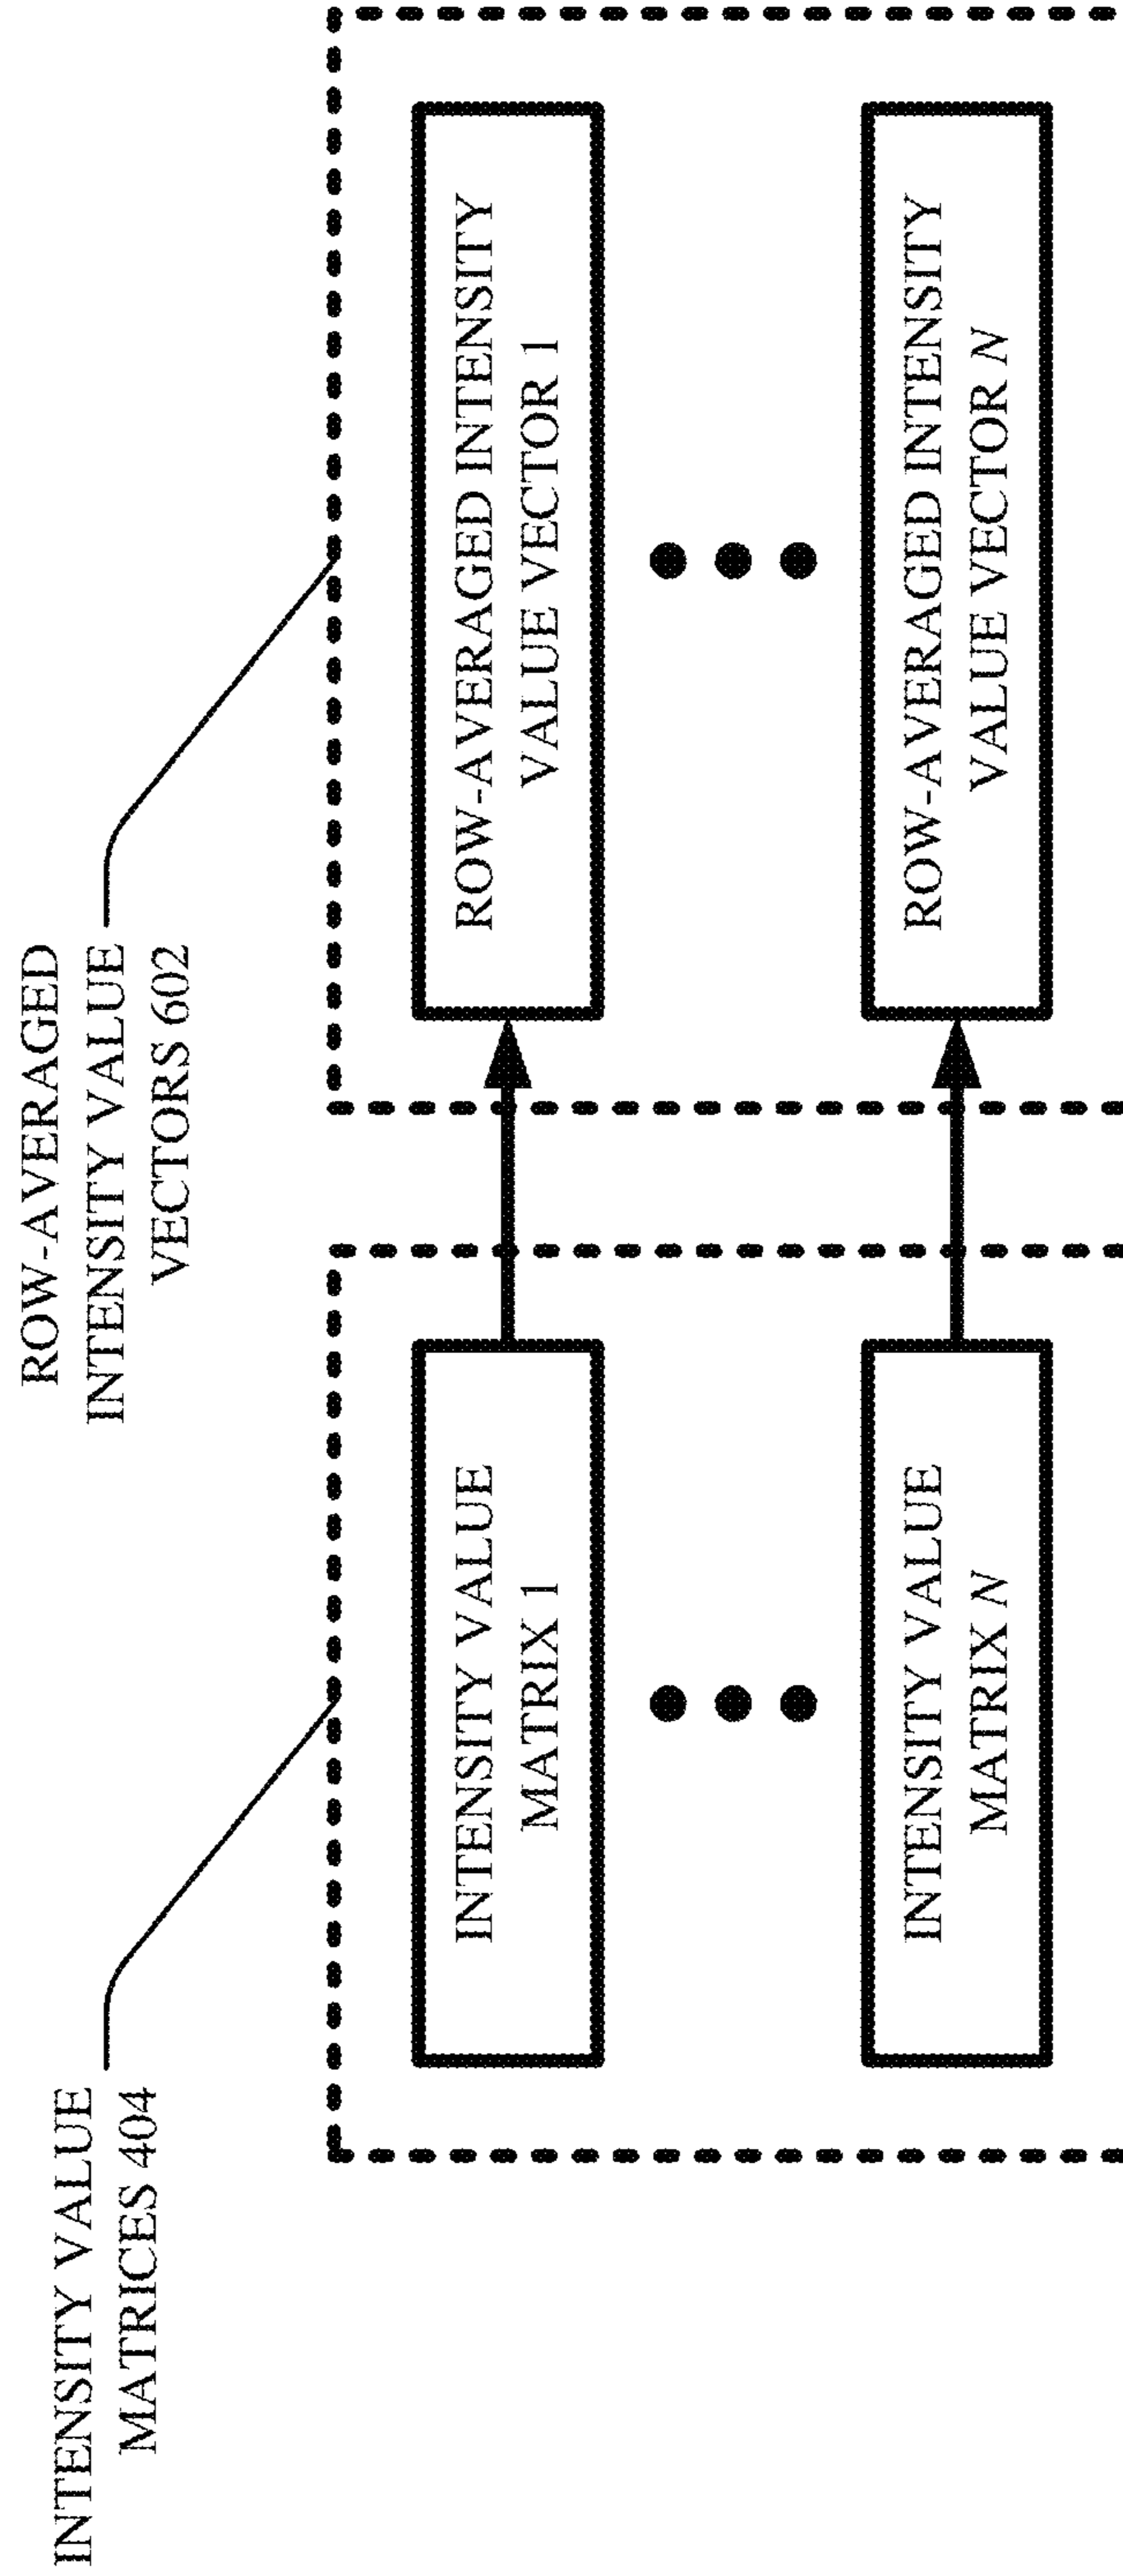 INTENSITY VALUE
MATRICES 404
ROW-AVERAGED
INTENSITY VALUE
VECTORS 602
INTENSITY VALUE
MATRIX 1
ROW-AVERAGED INTENSITY
VALUE VECTOR 1
INTENSITY VALUE
MATRIX N
ROW-AVERAGED INTENSITY
VALUE VECTOR N